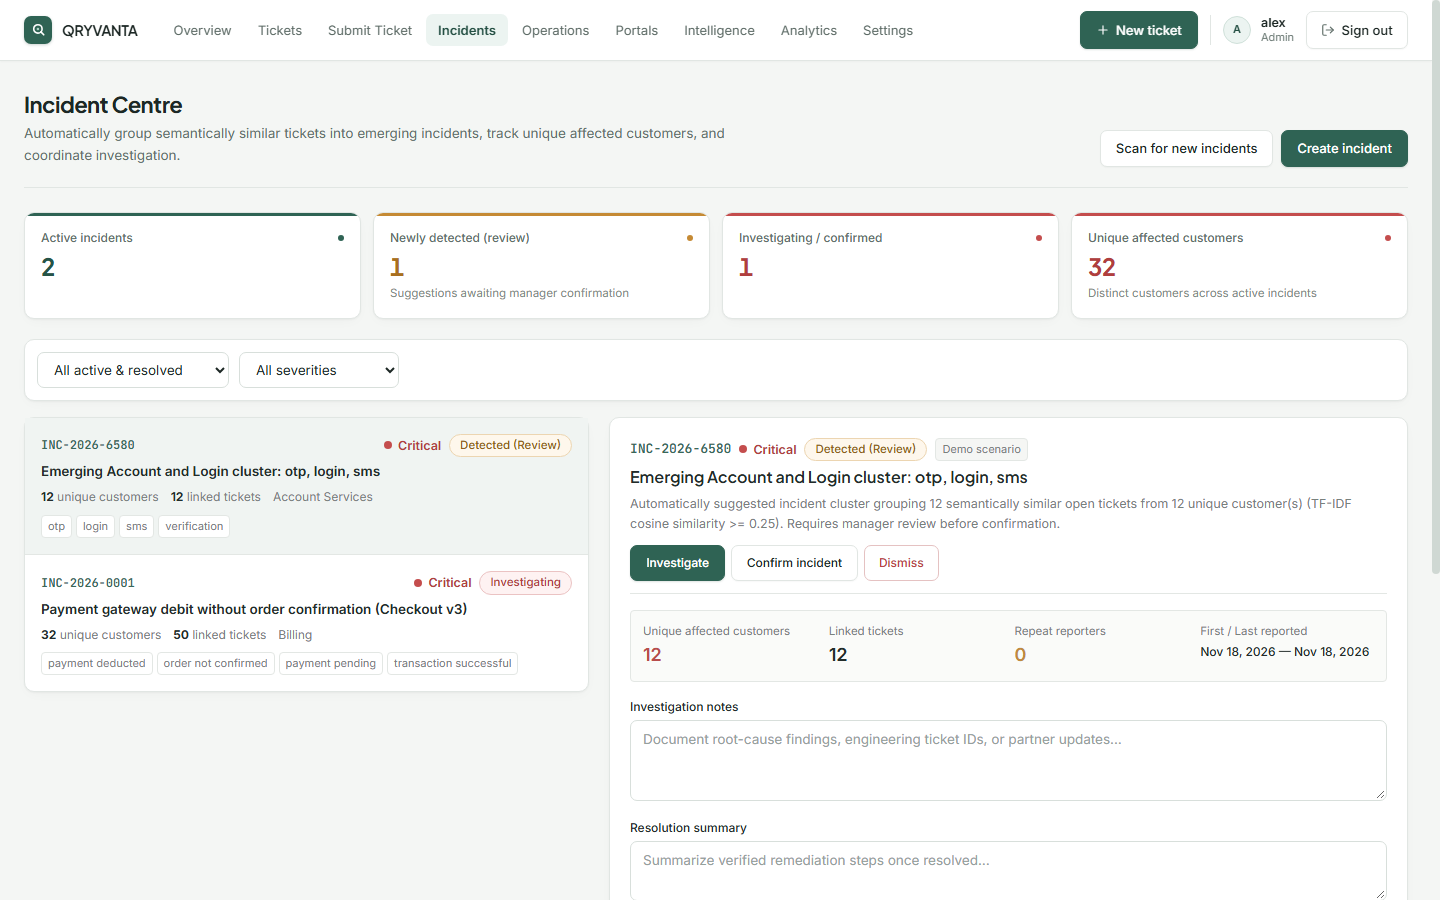 QRYVANTA
Overview
Tickets
Submit Ticket
Incidents
Operations
Portals
Intelligence
Analytics
Settings
+ New ticket
A
alex
Admin
Sign out
Incident Centre
Automatically group semantically similar tickets into emerging incidents, track unique affected customers, and
coordinate investigation.
Scan for new incidents
Create incident
Active incidents
2
Newly detected (review)
1
Suggestions awaiting manager confirmation
Investigating / confirmed
1
Unique affected customers
32
Distinct customers across active incidents
All active & resolved
All severities
INC-2026-6580
Critical
Detected (Review)
Emerging Account and Login cluster: otp, login, sms
12 unique customers 12 linked tickets Account Services
otp login sms verification
INC-2026-0001
Critical
Investigating
Payment gateway debit without order confirmation (Checkout v3)
32 unique customers 50 linked tickets Billing
payment deducted order not confirmed payment pending transaction successful
INC-2026-6580 Critical Detected (Review) Demo scenario
Emerging Account and Login cluster: otp, login, sms
Automatically suggested incident cluster grouping 12 semantically similar open tickets from 12 unique customer(s) (TF-IDF
cosine similarity >= 0.25). Requires manager review before confirmation.
Investigate
Confirm incident
Dismiss
Unique affected customers
12
Linked tickets
12
Repeat reporters
0
First / Last reported
Nov 18, 2026 — Nov 18, 2026
Investigation notes
Document root-cause findings, engineering ticket IDs, or partner updates...
Resolution summary
Summarize verified remediation steps once resolved...